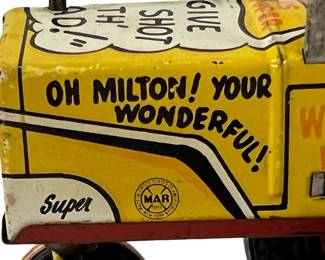 GIVE
SHOT
TH'
OH MILTON! YOUR
WONDERFUL!
Super
MAR